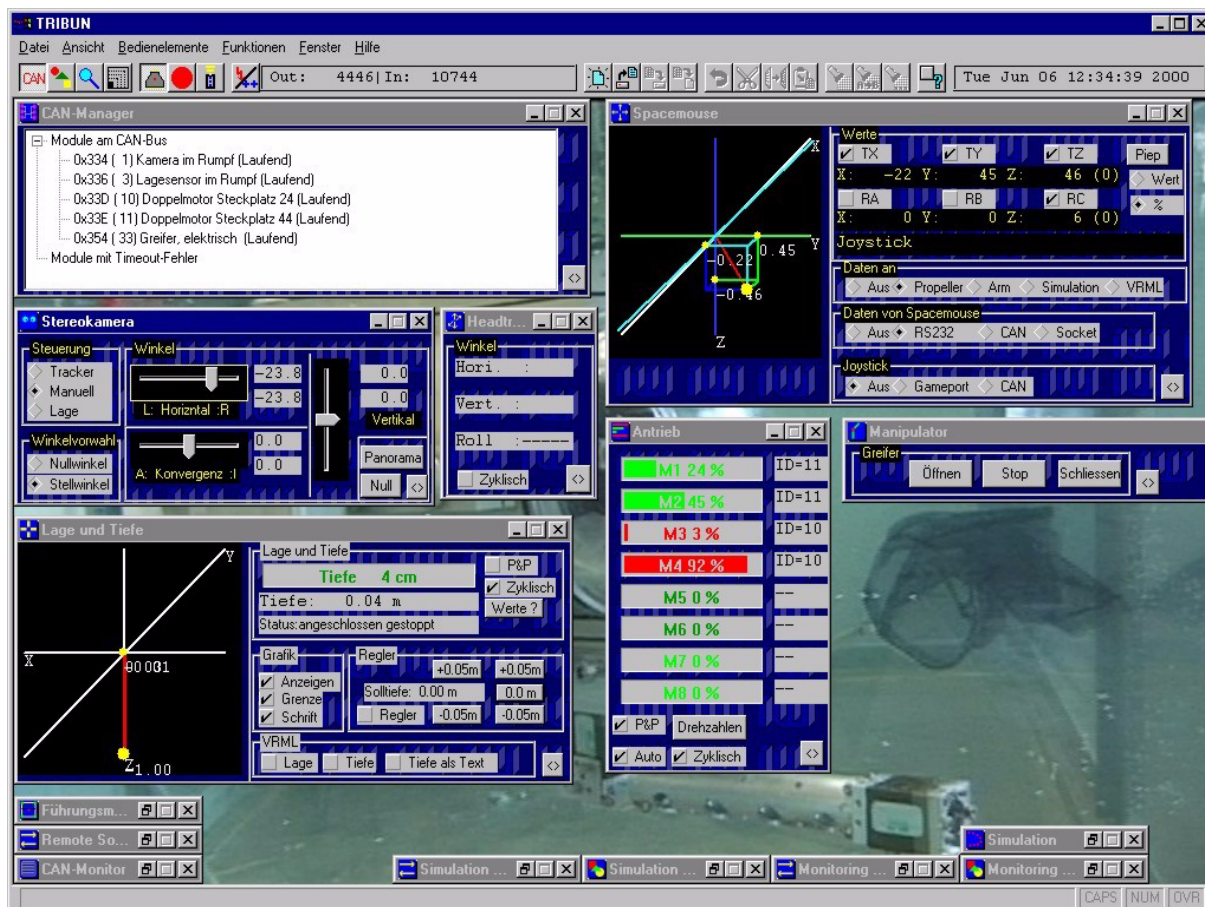 TRIBUN
Datei Ansicht Bedienelemente Funktionen Fenster Hilfe
CAN Out: 4446|In: 10744 Tue Jun 06 12:34:39 2000
CAN-Manager
Module am CAN-Bus
0x334 ( 1) Kamera im Rumpf (Laufend)
0x336 ( 3) Lagesensor im Rumpf (Laufend)
0x33D ( 10) Doppelmotor Steckplatz 24 (Laufend)
0x33E ( 11) Doppelmotor Steckplatz 44 (Laufend)
0x354 ( 33) Greifer, elektrisch (Laufend)
Module mit Timeout-Fehler
<>
Spacemouse
X
Y
Z
-0.22
0.45
-0.46
Werte
TX TY TZ Piep
X: -22 Y: 45 Z: 46 (0)
Wert
RA RB RC %
X: 0 Y: 0 Z: 6 (0)
Joystick
Daten an
Aus Propeller Arm Simulation VRML
Daten von Spacemouse
Aus RS232 CAN Socket
Joystick
Aus Gameport CAN <>
Stereokamera
Steuerung
Tracker
Manuell
Lage
Winkelvorwahl
Nullwinkel
Stellwinkel
Winkel
-23.8
-23.8
L: Horizntal :R
0.0
0.0
A: Konvergenz :I
0.0
0.0
Vertikal
Panorama
Null <>
Headtr...
Winkel
Hori. :
Vert. :
Roll :-----
Zyklisch <>
Antrieb
M1 24 % ID=11
M2 45 % ID=11
M3 3 % ID=10
M4 92 % ID=10
M5 0 % --
M6 0 % --
M7 0 % --
M8 0 % --
P&P Drehzahlen
Auto Zyklisch <>
Manipulator
Greifer
Öffnen Stop Schliessen <>
Lage und Tiefe
Y
X
Z1.00
Lage und Tiefe
Tiefe 4 cm
Tiefe: 0.04 m
Status:angeschlossen gestoppt
P&P
Zyklisch
Werte ?
Grafik
Anzeigen
Grenze
Schrift
Regler
+0.05m +0.05m
Solltiefe: 0.00 m 0.0 m
Regler -0.05m -0.05m
VRML
Lage Tiefe Tiefe als Text <>
Führungsm...
Remote So...
CAN-Monitor
Simulation
Simulation ... Simulation ... Monitoring ... Monitoring ...
CAPS NUM OVR